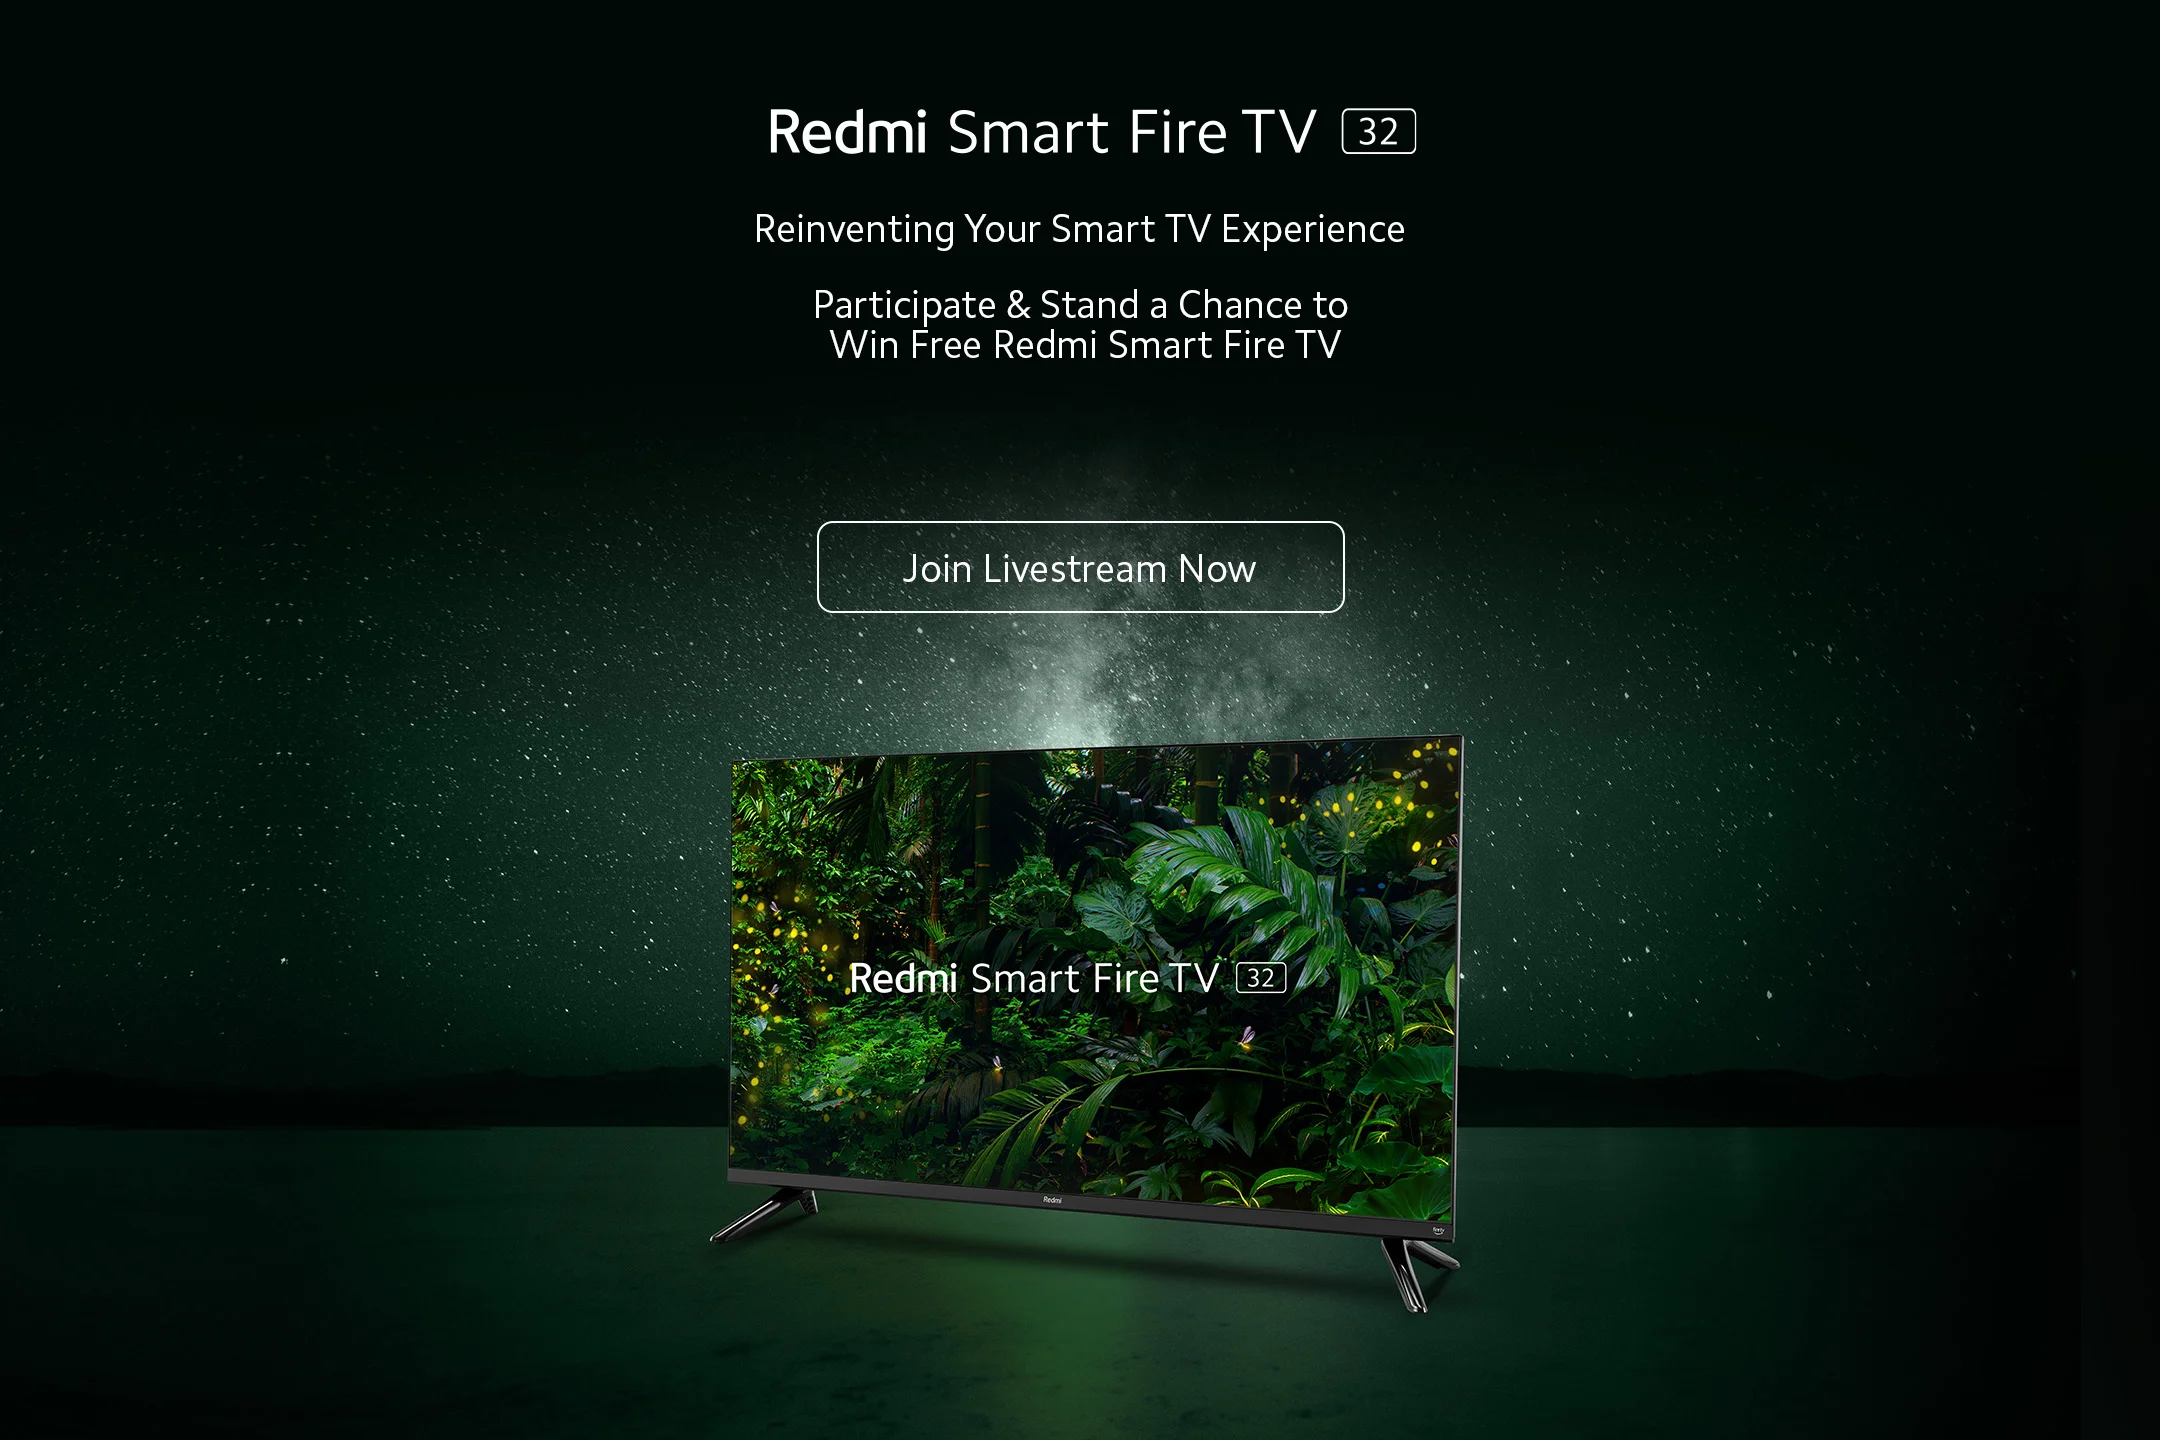 Redmi Smart Fire TV 32
Reinventing Your Smart TV Experience
Participate & Stand a Chance to
Win Free Redmi Smart Fire TV
Join Livestream Now
Redmi Smart Fire TV 32
Redmi
firetv